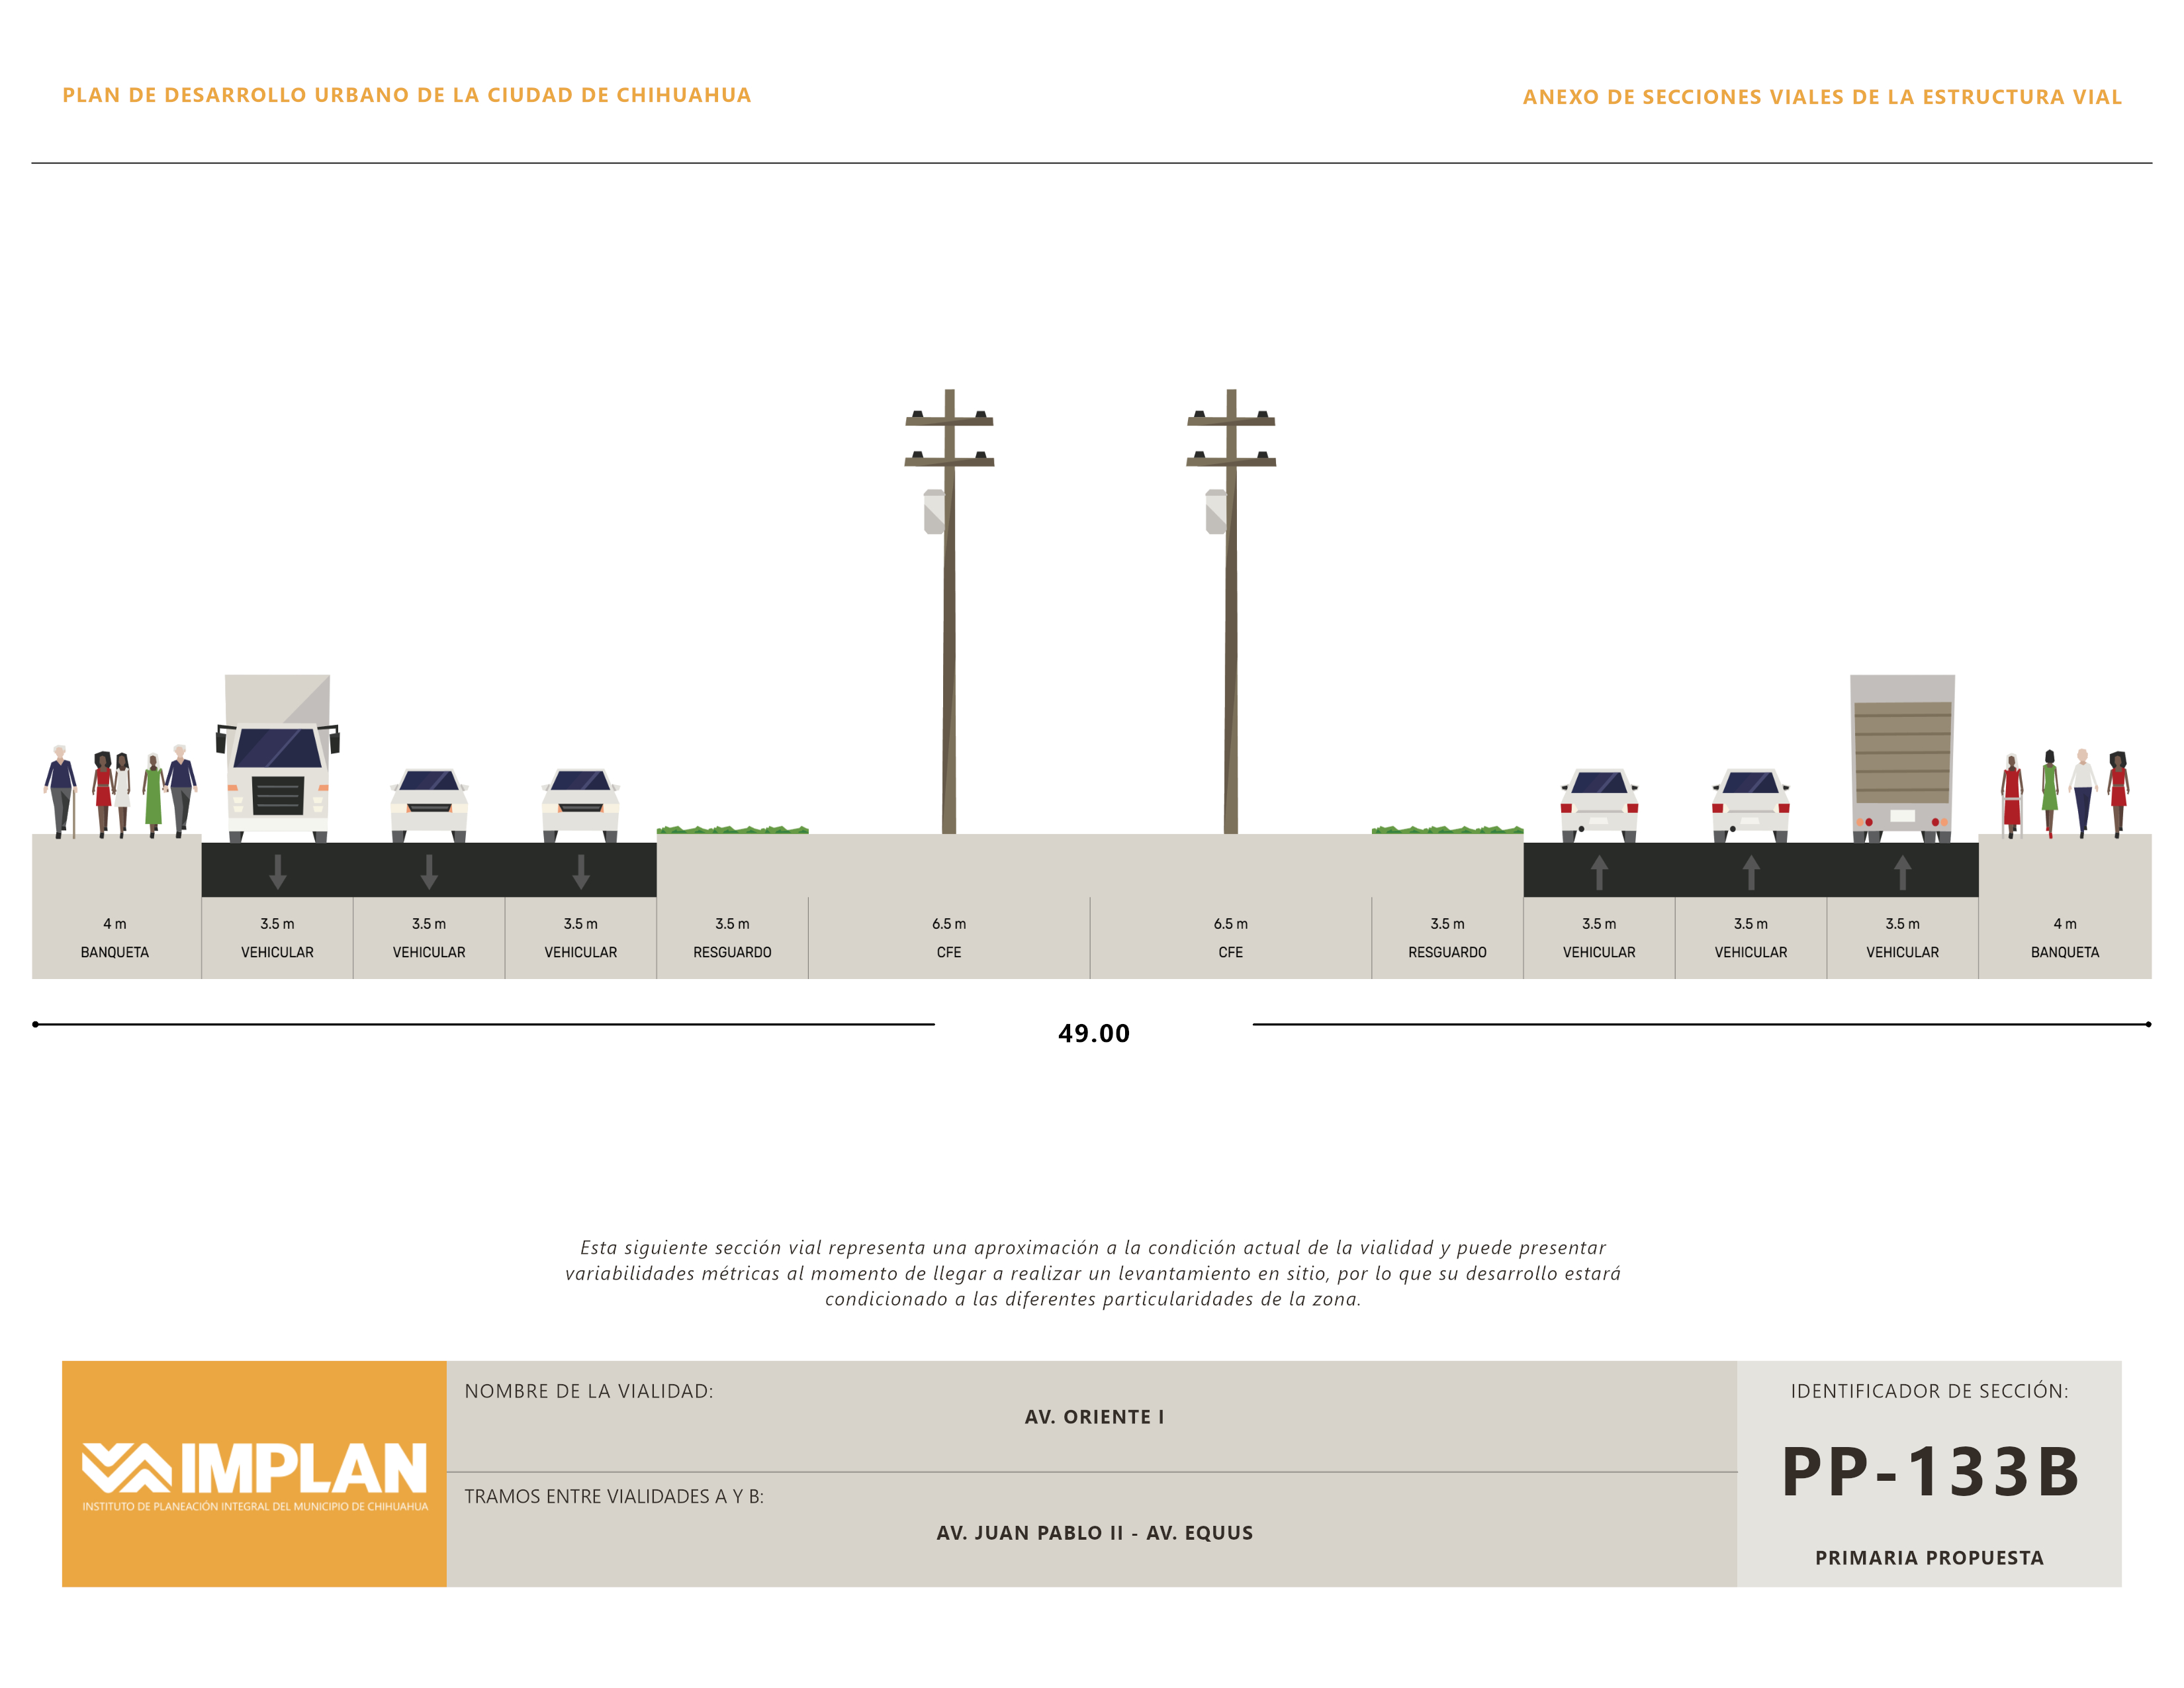 PLAN DE DESARROLLO URBANO DE LA CIUDAD DE CHIHUAHUA
ANEXO DE SECCIONES VIALES DE LA ESTRUCTURA VIAL
4 m
BANQUETA
3.5 m
VEHICULAR
3.5 m
VEHICULAR
3.5 m
VEHICULAR
3.5 m
RESGUARDO
6.5 m
CFE
6.5 m
CFE
3.5 m
RESGUARDO
3.5 m
VEHICULAR
3.5 m
VEHICULAR
3.5 m
VEHICULAR
4 m
BANQUETA
49.00
Esta siguiente sección vial representa una aproximación a la condición actual de la vialidad y puede presentar
variabilidades métricas al momento de llegar a realizar un levantamiento en sitio, por lo que su desarrollo estará
condicionado a las diferentes particularidades de la zona.
IMPLAN
INSTITUTO DE PLANEACIÓN INTEGRAL DEL MUNICIPIO DE CHIHUAHUA
NOMBRE DE LA VIALIDAD:
AV. ORIENTE I
TRAMOS ENTRE VIALIDADES A Y B:
AV. JUAN PABLO II - AV. EQUUS
IDENTIFICADOR DE SECCIÓN:
PP-133B
PRIMARIA PROPUESTA